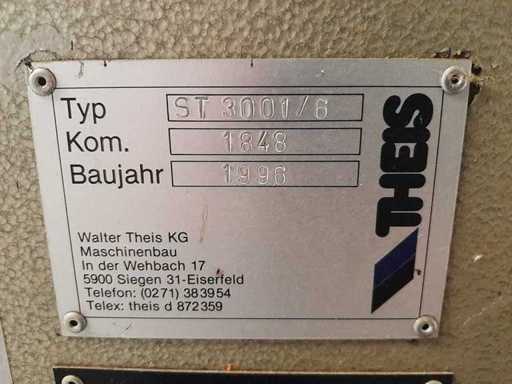 Typ ST 3001/6
Kom. 1848
Baujahr 1996
THEIS
Walter Theis KG
Maschinenbau
In der Wehbach 17
5900 Siegen 31-Eiserfeld
Telefon: (0271) 383954
Telex: theis d 872359